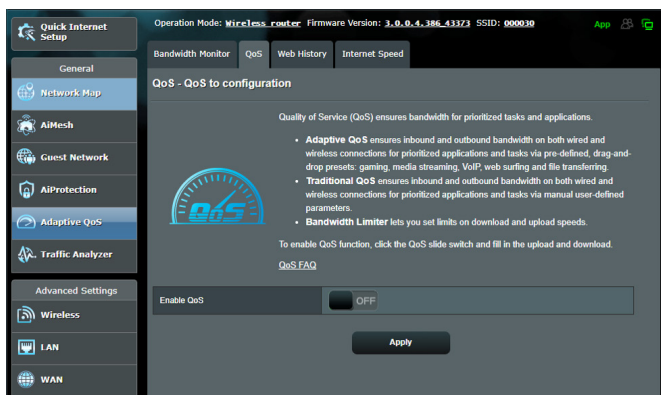 Quick Internet
Setup
Operation Mode: Wireless router Firmware Version: 3.0.0.4.386_43373 SSID: 000030
App
General
Network Map
AiMesh
Guest Network
AiProtection
Adaptive QoS
Traffic Analyzer
Advanced Settings
Wireless
LAN
WAN
Bandwidth Monitor QoS Web History Internet Speed
QoS - QoS to configuration
QoS
Quality of Service (QoS) ensures bandwidth for prioritized tasks and applications.
• Adaptive QoS ensures inbound and outbound bandwidth on both wired and
wireless connections for prioritized applications and tasks via pre-defined, drag-and-
drop presets: gaming, media streaming, VoIP, web surfing and file transferring.
• Traditional QoS ensures inbound and outbound bandwidth on both wired and
wireless connections for prioritized applications and tasks via manual user-defined
parameters.
• Bandwidth Limiter lets you set limits on download and upload speeds.
To enable QoS function, click the QoS slide switch and fill in the upload and download.
QoS FAQ
Enable QoS OFF
Apply